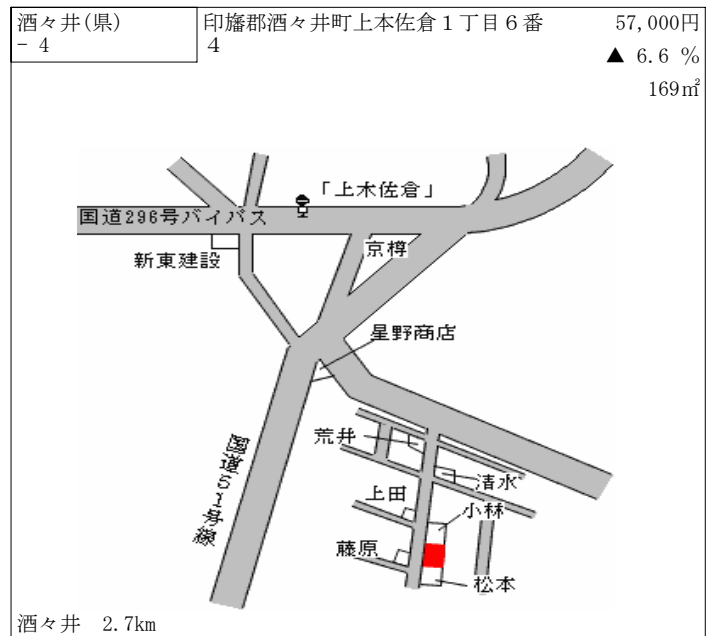 酒々井(県)
- 4
印旛郡酒々井町上本佐倉１丁目６番
４
57,000円
▲ 6.6 %
169㎡
「上本佐倉」
国道296号バイパス
京樽
新東建設
星野商店
国道51号線
荒井
清水
上田
小林
藤原
松本
酒々井 2.7km